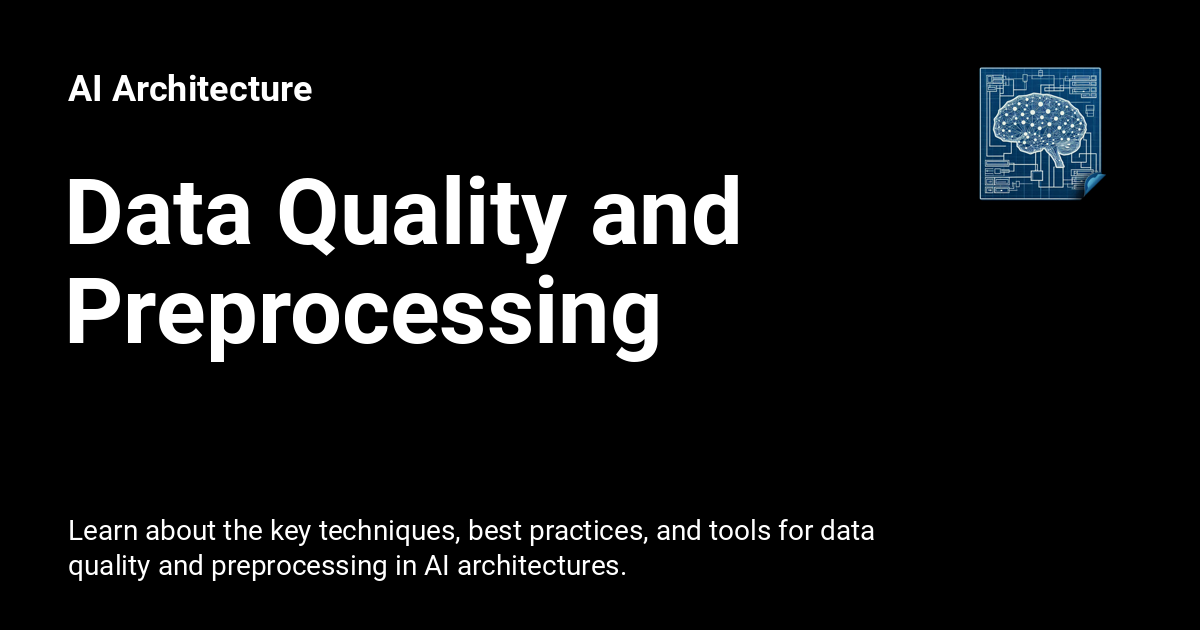 AI Architecture
Data Quality and
Preprocessing
Learn about the key techniques, best practices, and tools for data
quality and preprocessing in AI architectures.